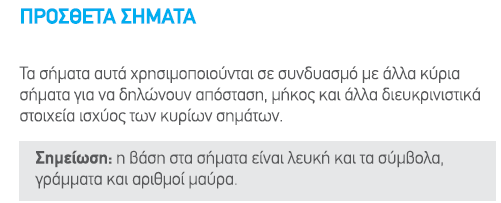 ΠΡΟΣΘΕΤΑ ΣΗΜΑΤΑ
Τα σήματα αυτά χρησιμοποιούνται σε συνδυασμό με άλλα κύρια
σήματα για να δηλώνουν απόσταση, μήκος και άλλα διευκρινιστικά
στοιχεία ισχύος των κυρίων σημάτων.
Σημείωση: η βάση στα σήματα είναι λευκή και τα σύμβολα,
γράμματα και αριθμοί μαύρα.